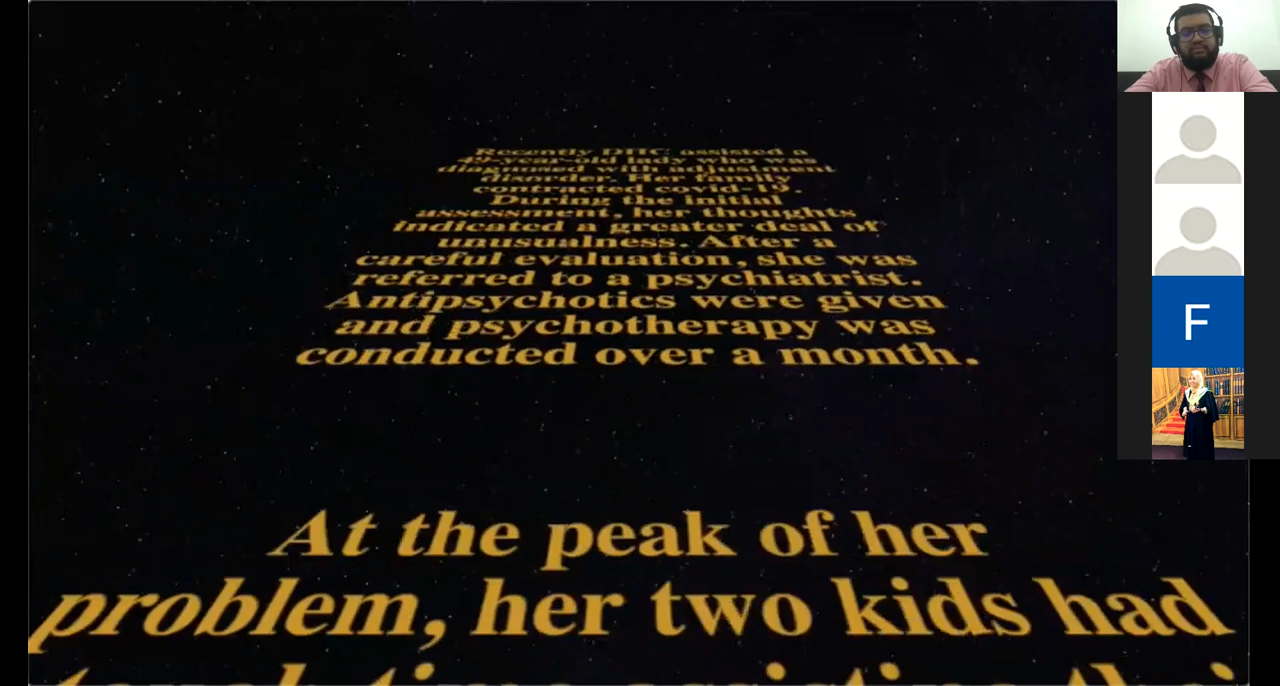 Recently DHC assisted a
49-year-old lady who was
diagnosed with adjustment
disorder. Her family
contracted covid-19.
During the initial
assessment, her thoughts
indicated a greater deal of
unusualness. After a
careful evaluation, she was
referred to a psychiatrist.
Antipsychotics were given
and psychotherapy was
conducted over a month.
At the peak of her
problem, her two kids had
F